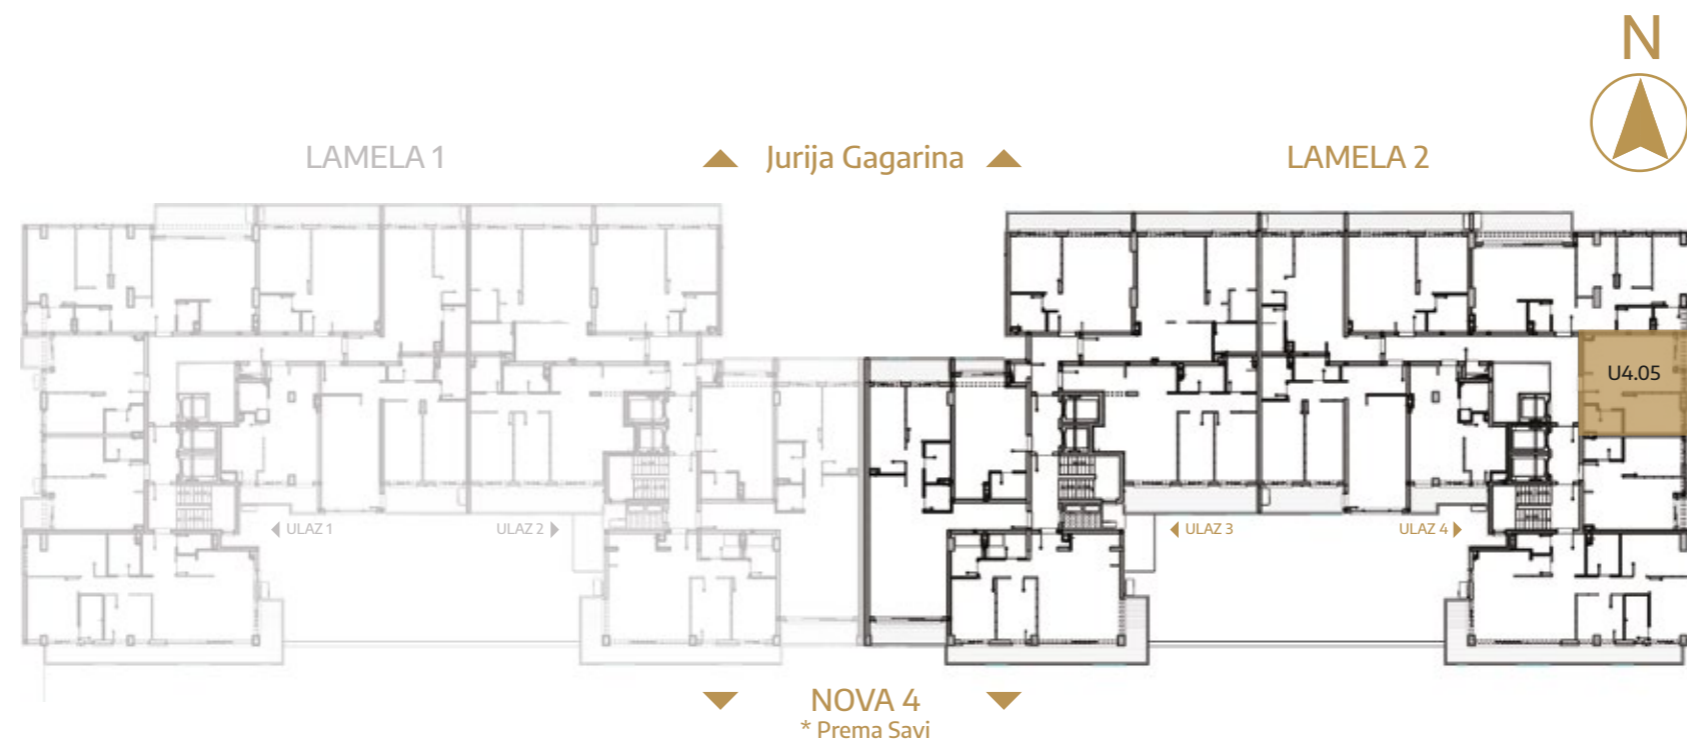 N
LAMELA 1
Jurija Gagarina
LAMELA 2
U4.05
ULAZ 1
ULAZ 2
ULAZ 3
ULAZ 4
NOVA 4
* Prema Savi